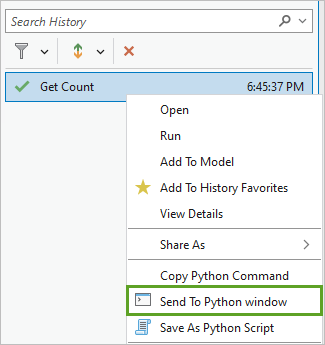 Search History
Get Count 6:45:37 PM
Open
Run
Add To Model
Add To History Favorites
View Details
Share As
Copy Python Command
Send To Python window
Save As Python Script